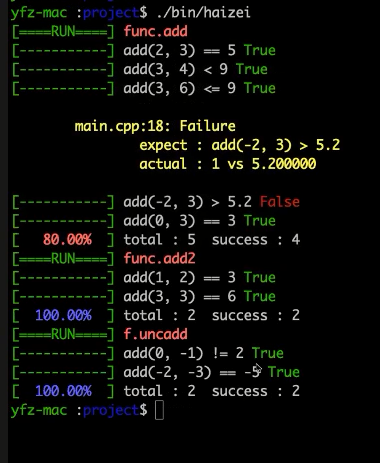 yfz-mac :project$ ./bin/haizei
[====RUN====] func.add
[-----------] add(2, 3) == 5 True
[-----------] add(3, 4) < 9 True
[-----------] add(3, 6) <= 9 True
main.cpp:18: Failure
expect : add(-2, 3) > 5.2
actual : 1 vs 5.200000
[-----------] add(-2, 3) > 5.2 False
[-----------] add(0, 3) == 3 True
[   80.00%  ] total : 5  success : 4
[====RUN====] func.add2
[-----------] add(1, 2) == 3 True
[-----------] add(3, 3) == 6 True
[  100.00%  ] total : 2  success : 2
[====RUN====] f.uncadd
[-----------] add(0, -1) != 2 True
[-----------] add(-2, -3) == -5 True
[  100.00%  ] total : 2  success : 2
yfz-mac :project$